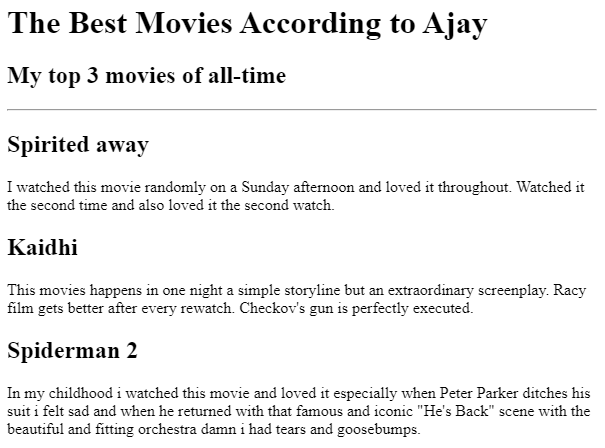 The Best Movies According to Ajay
My top 3 movies of all-time
Spirited away
I watched this movie randomly on a Sunday afternoon and loved it throughout. Watched it
the second time and also loved it the second watch.
Kaidhi
This movies happens in one night a simple storyline but an extraordinary screenplay. Racy
film gets better after every rewatch. Checkov's gun is perfectly executed.
Spiderman 2
In my childhood i watched this movie and loved it especially when Peter Parker ditches his
suit i felt sad and when he returned with that famous and iconic "He's Back" scene with the
beautiful and fitting orchestra damn i had tears and goosebumps.